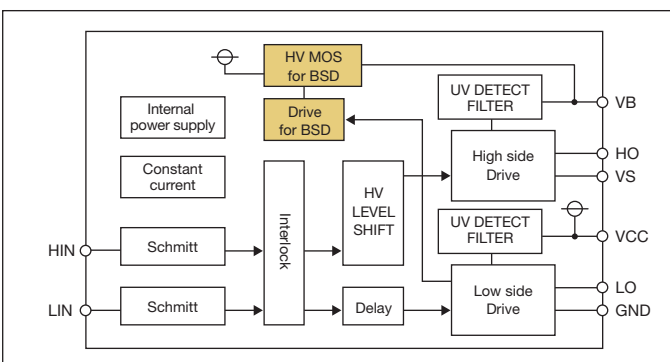 HV MOS
for BSD
UV DETECT
FILTER
VB
Internal
power supply
Drive
for BSD
High side
Drive
HO
VS
Constant
current
HV
LEVEL
SHIFT
Interlock
UV DETECT
FILTER
VCC
HIN
Schmitt
LIN
Schmitt
Delay
Low side
Drive
LO
GND